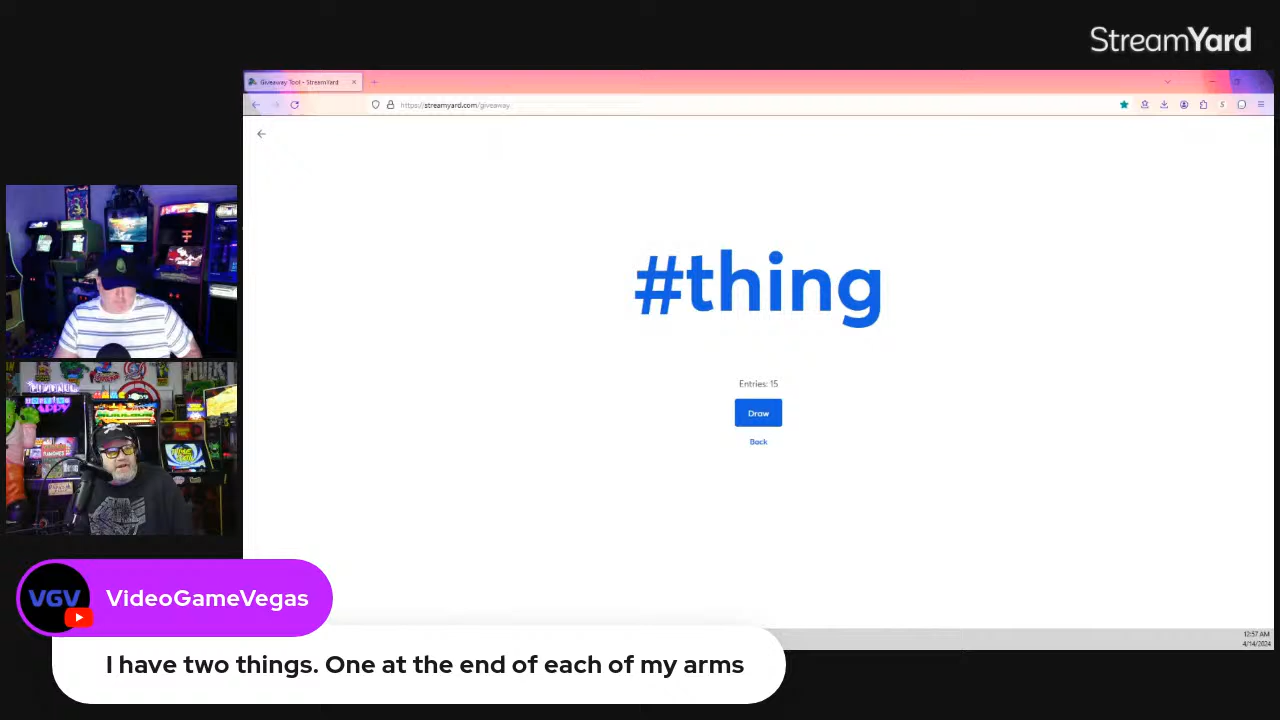 StreamYard
Giveaway Tool - StreamYard
https://streamyard.com/giveaway
#thing
Entries: 15
Draw
Back
VGV
VideoGameVegas
I have two things. One at the end of each of my arms
12:57 AM
4/14/2024